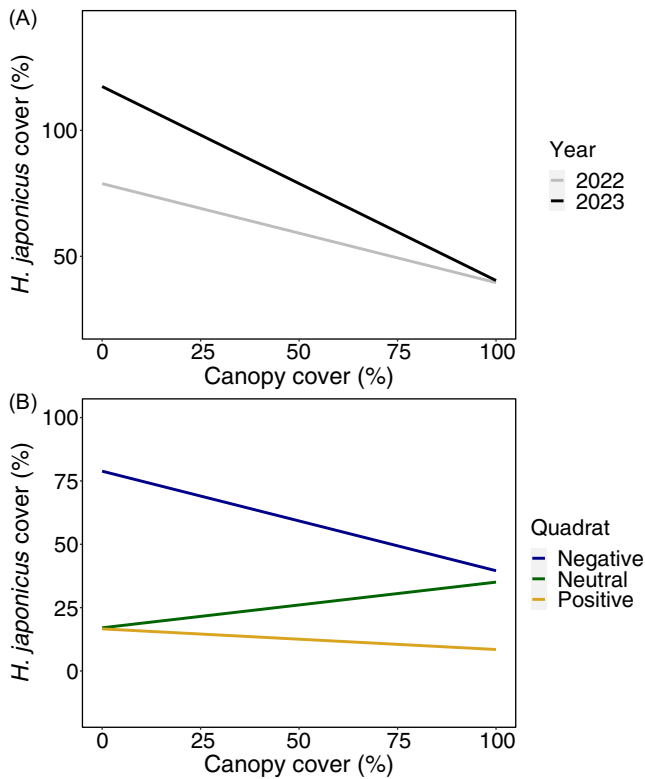 (A)
H. japonicus cover (%)
100
50
0 25 50 75 100
Canopy cover (%)
Year
2022
2023
(B)
H. japonicus cover (%)
100
75
50
25
0
0 25 50 75 100
Canopy cover (%)
Quadrat
Negative
Neutral
Positive